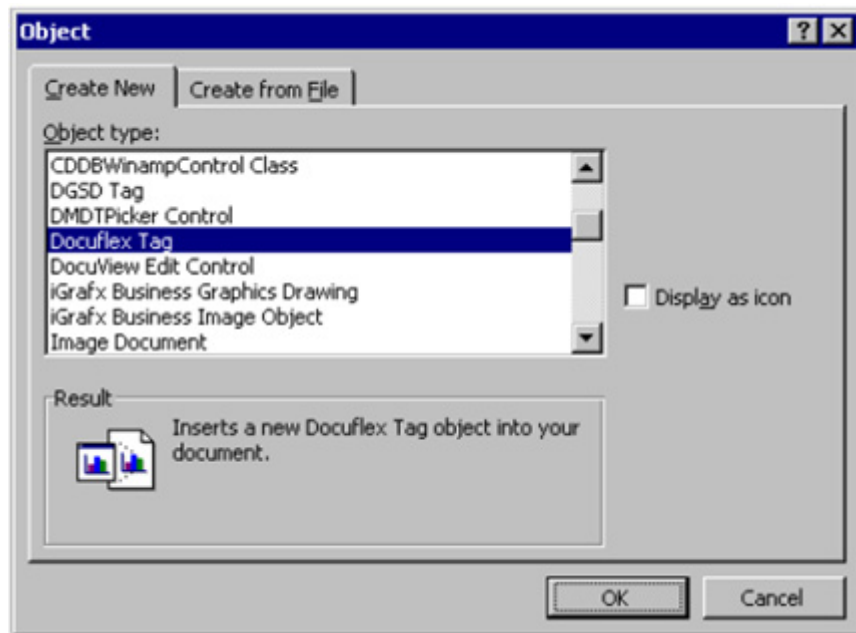 Object
Create New
Create from File
Object type:
CDDBWinampControl Class
DGSD Tag
DMDTPicker Control
Docuflex Tag
DocuView Edit Control
iGrafx Business Graphics Drawing
iGrafx Business Image Object
Image Document
Display as icon
Result
Inserts a new Docuflex Tag object into your
document.
OK
Cancel